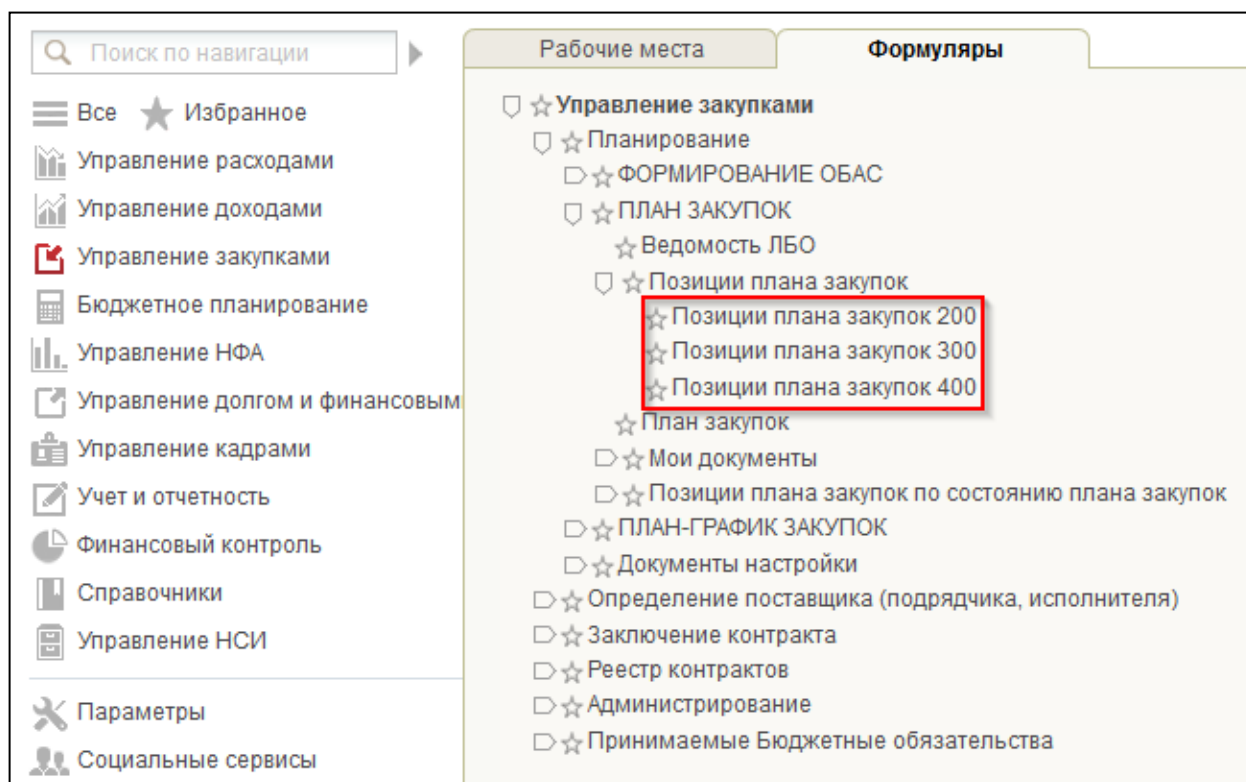 Поиск по навигации
Все Избранное
Управление расходами
Управление доходами
Управление закупками
Бюджетное планирование
Управление НФА
Управление долгом и финансовым
Управление кадрами
Учет и отчетность
Финансовый контроль
Справочники
Управление НСИ
Параметры
Социальные сервисы
Рабочие места
Формуляры
Управление закупками
Планирование
ФОРМИРОВАНИЕ ОБАС
ПЛАН ЗАКУПОК
Ведомость ЛБО
Позиции плана закупок
Позиции плана закупок 200
Позиции плана закупок 300
Позиции плана закупок 400
План закупок
Мои документы
Позиции плана закупок по состоянию плана закупок
ПЛАН-ГРАФИК ЗАКУПОК
Документы настройки
Определение поставщика (подрядчика, исполнителя)
Заключение контракта
Реестр контрактов
Администрирование
Принимаемые Бюджетные обязательства